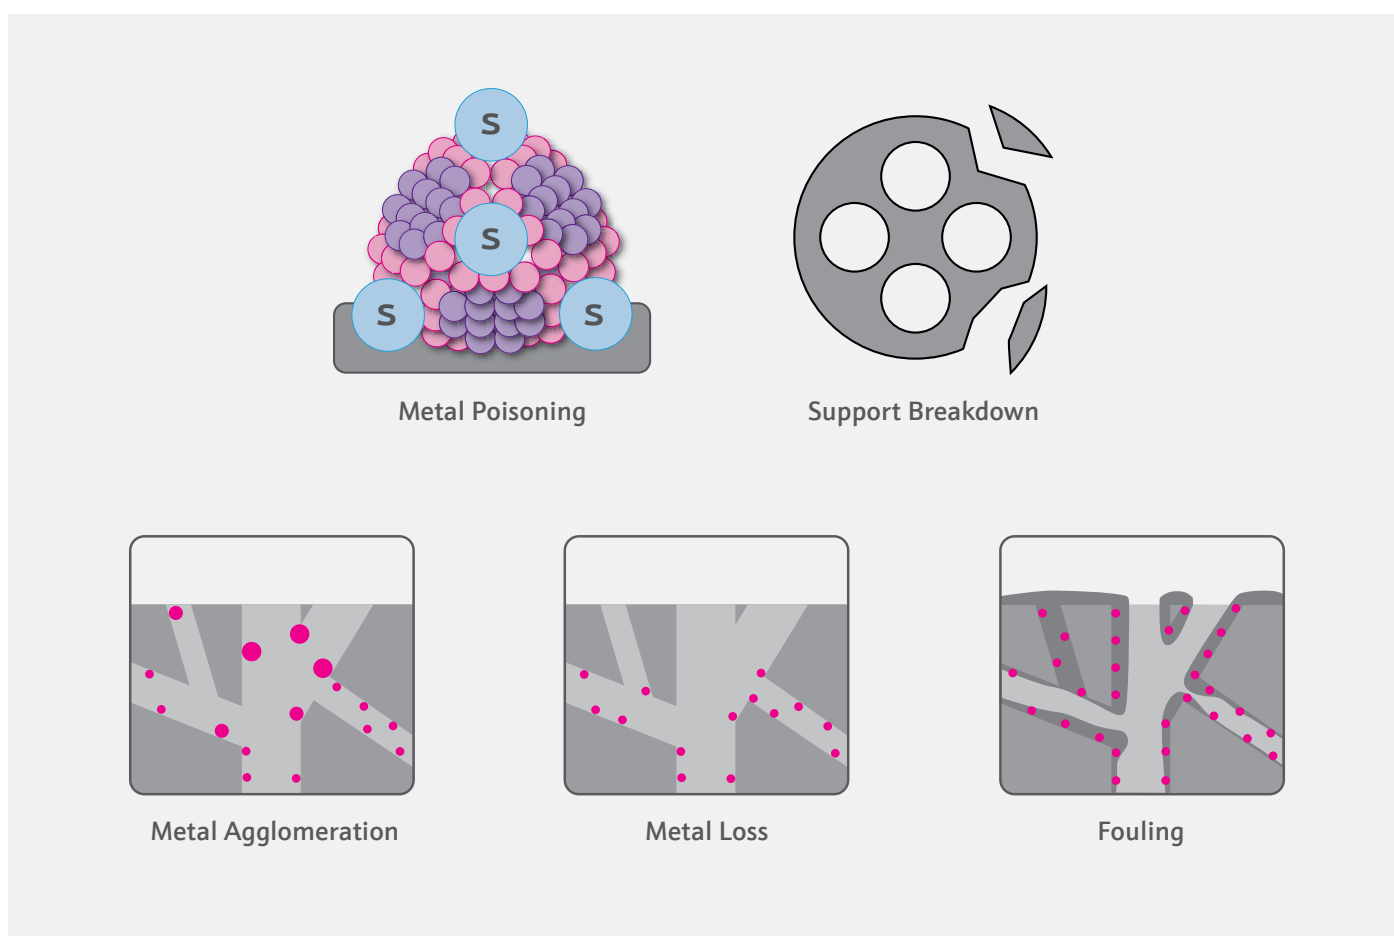 S
S
S
S
Metal Poisoning
Support Breakdown
Metal Agglomeration
Metal Loss
Fouling